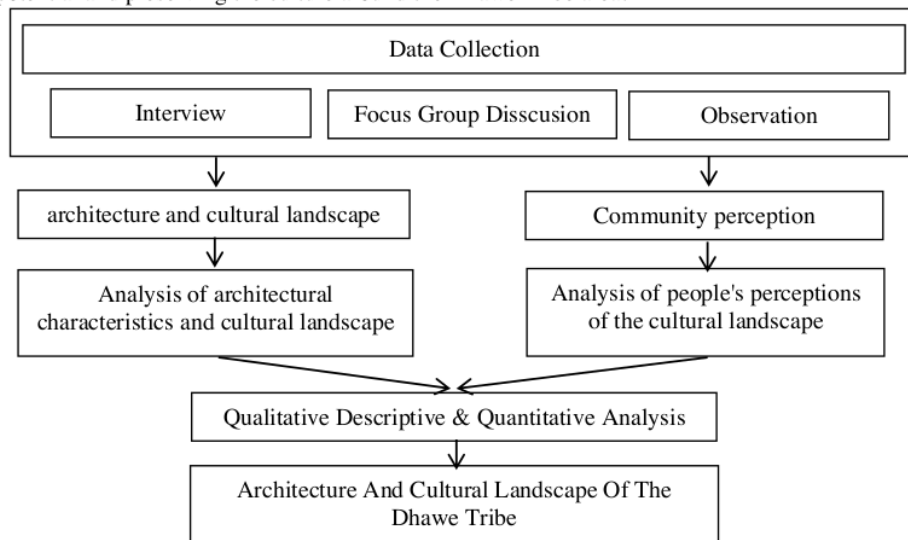 Data Collection
Interview
Focus Group Disscusion
Observation
architecture and cultural landscape
Community perception
Analysis of architectural
characteristics and cultural landscape
Analysis of people's perceptions
of the cultural landscape
Qualitative Descriptive & Quantitative Analysis
Architecture And Cultural Landscape Of The
Dhawe Tribe